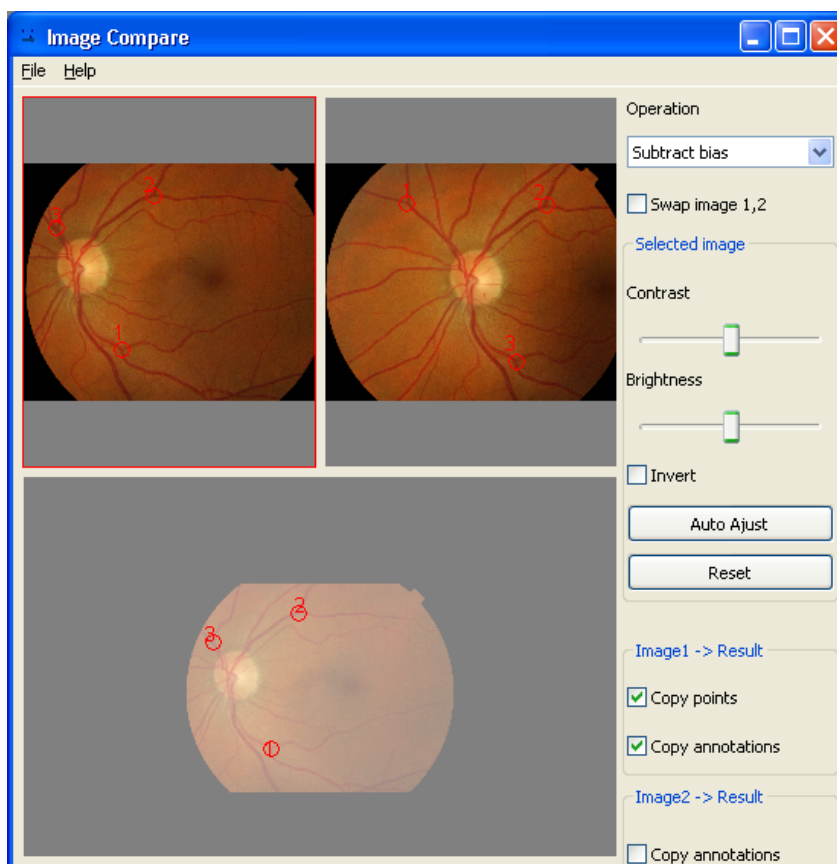 Image Compare
File Help
Operation
Subtract bias
Swap image 1,2
Selected image
Contrast
Brightness
Invert
Auto Ajust
Reset
Image1 -> Result
Copy points
Copy annotations
Image2 -> Result
Copy annotations
3
2
1
1
2
3
3
2
1